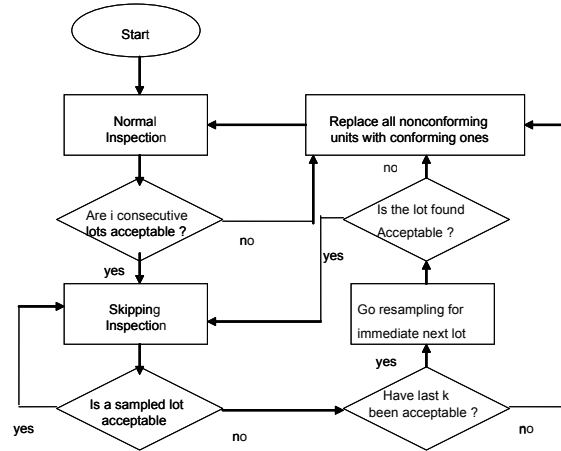 Start
Normal
Inspection
Replace all nonconforming
units with conforming ones
no
Are i consecutive
lots acceptable ?
no
yes
Is the lot found
Acceptable ?
yes
Skipping
Inspection
Go resampling for
immediate next lot
yes
Is a sampled lot
acceptable
yes
no
Have last k
been acceptable ?
no